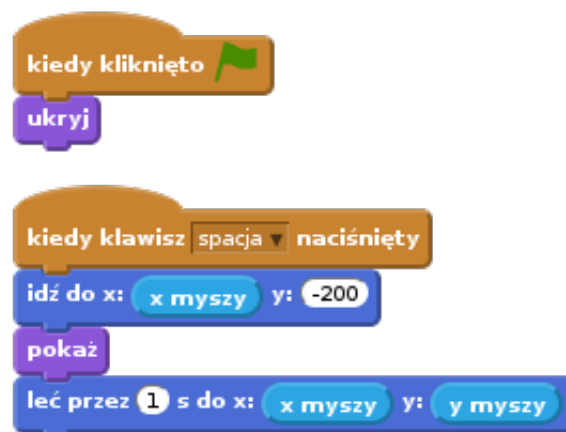 kiedy kliknięto
ukryj
kiedy klawisz spacja naciśnięty
idź do x: x myszy y: -200
pokaż
leć przez 1 s do x: x myszy y: y myszy